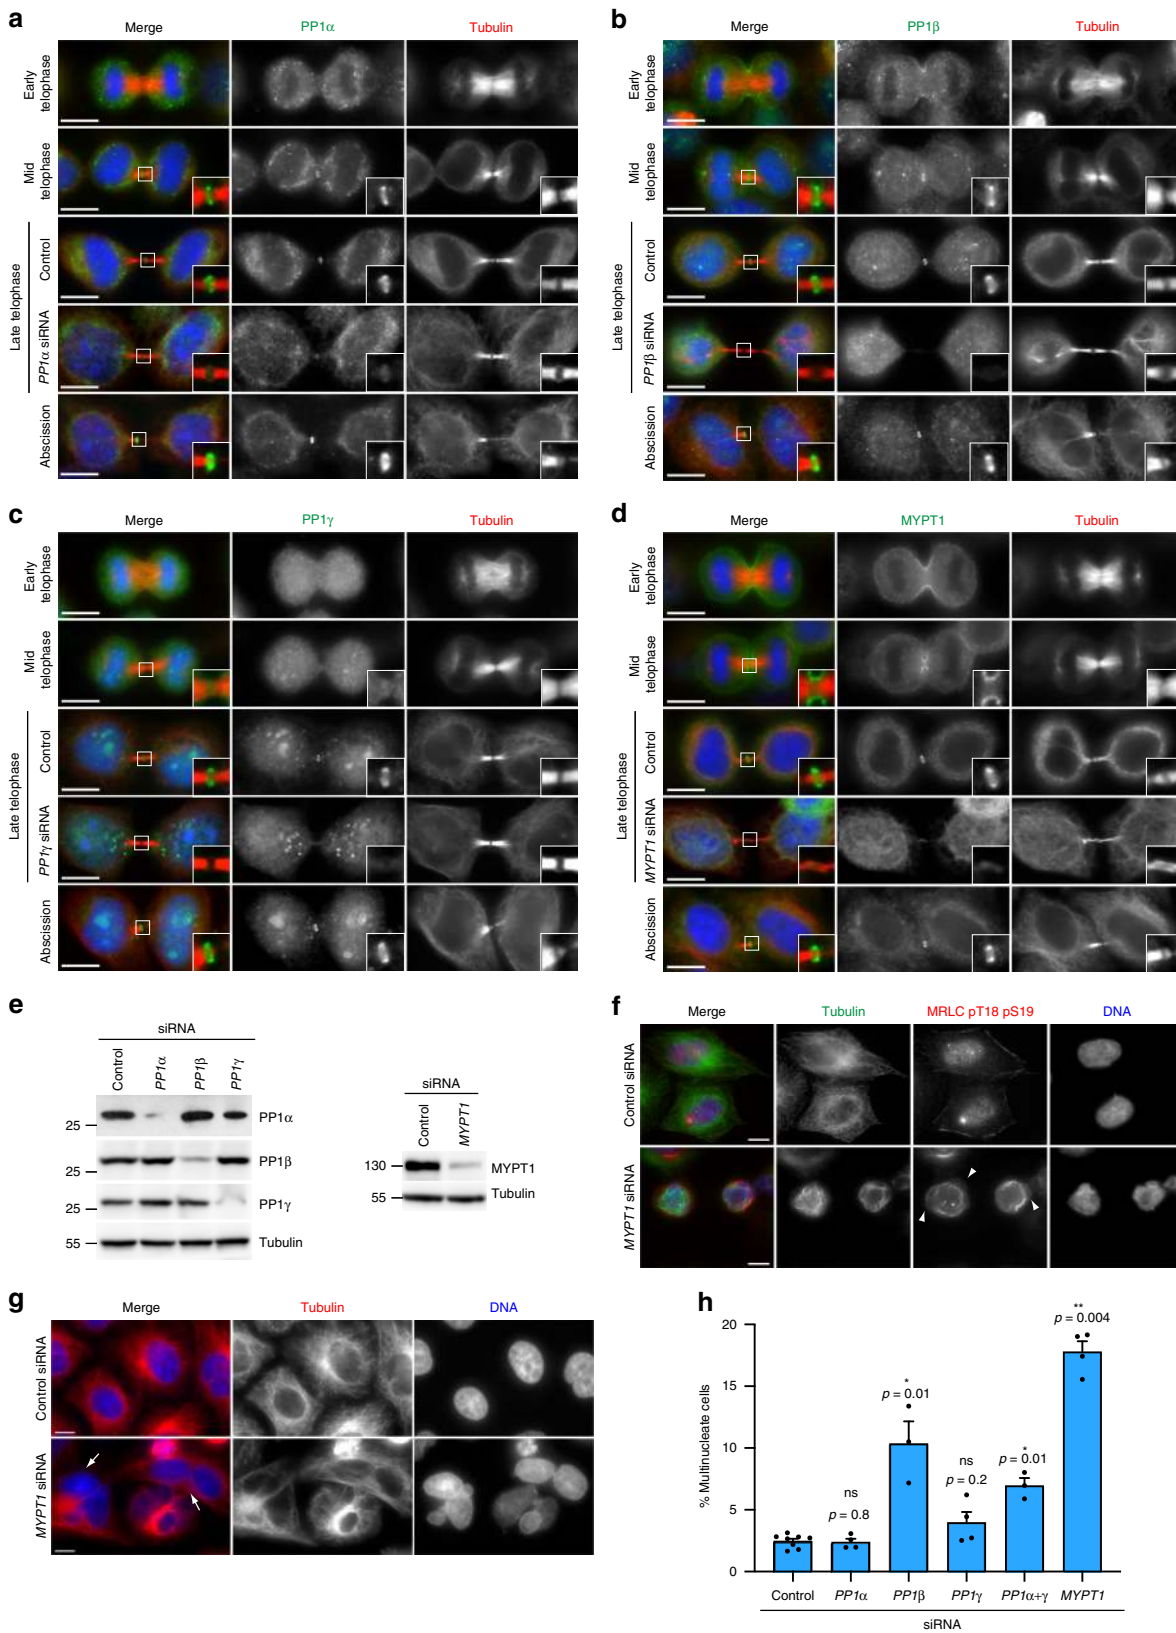 a
Merge PP1α Tubulin
Early telophase
Mid telophase
Late telophase
Control
PP1α siRNA
Abscission
b
Merge PP1β Tubulin
Early telophase
Mid telophase
Late telophase
Control
PP1β siRNA
Abscission
c
Merge PP1γ Tubulin
Early telophase
Mid telophase
Late telophase
Control
PP1γ siRNA
Abscission
d
Merge MYPT1 Tubulin
Early telophase
Mid telophase
Late telophase
Control
MYPT1 siRNA
Abscission
e
siRNA
Control PP1α PP1β PP1γ
25 PP1α
25 PP1β
25 PP1γ
55 Tubulin
siRNA
Control MYPT1
130 MYPT1
55 Tubulin
f
Merge Tubulin MRLC pT18 pS19 DNA
Control siRNA
MYPT1 siRNA
g
Merge Tubulin DNA
Control siRNA
MYPT1 siRNA
h
% Multinucleate cells
20
15
10
5
0
ns
p = 0.8
*
p = 0.01
ns
p = 0.2
*
p = 0.01
**
p = 0.004
Control PP1α PP1β PP1γ PP1α+γ MYPT1
siRNA